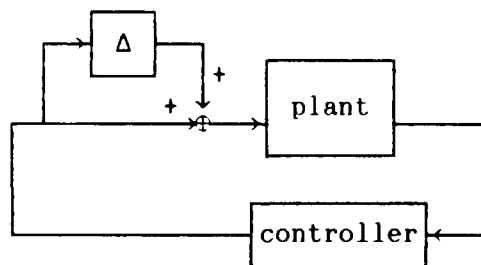 Δ
+
+
plant
controller